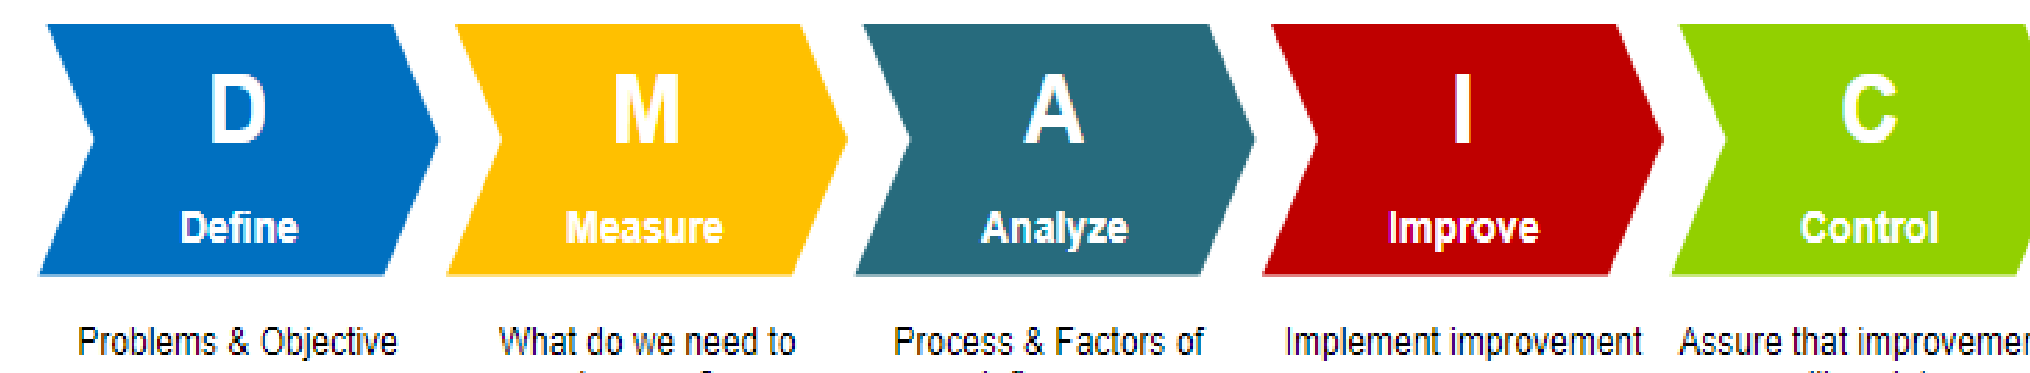 D
Define
Problems & Objective
M
Measure
What do we need to
A
Analyze
Process & Factors of
I
Improve
Implement improvement
C
Control
Assure that